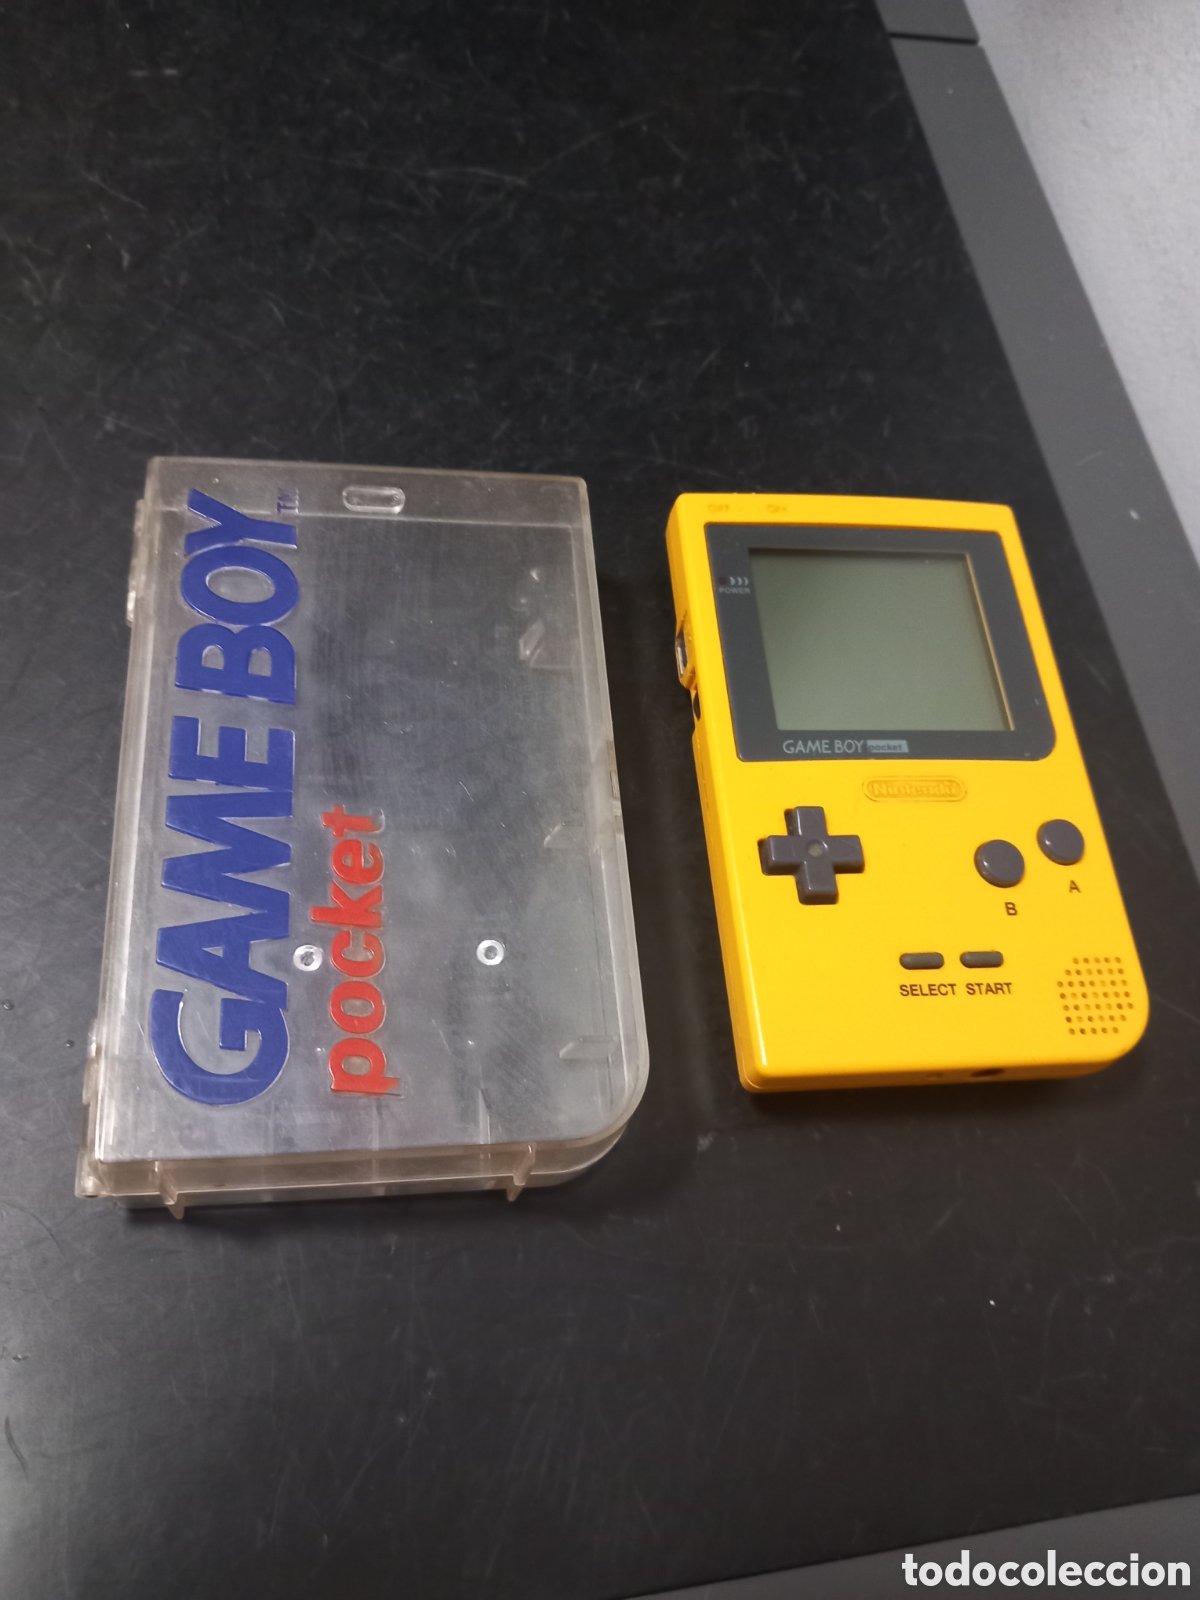 GAME BOY TM
pocket
OFF ON
POWER
GAME BOY pocket
Nintendo
B A
SELECT START
todocoleccion